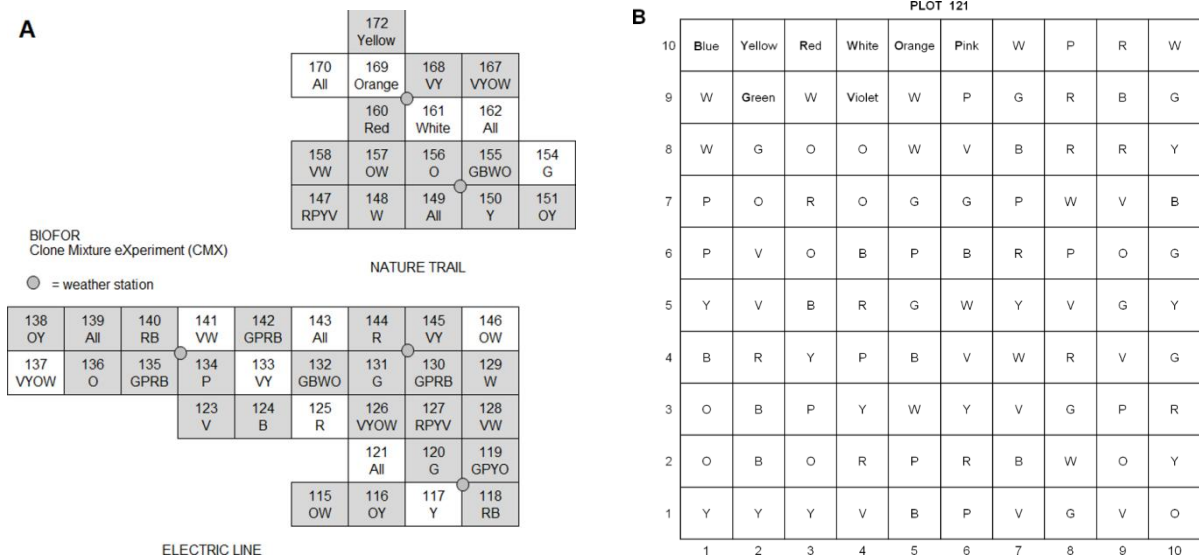 A
172
Yellow
170 169 168 167
All Orange VY VYOW
160 161 162
Red White All
158 157 156 155 154
VW OW O GBWO G
147 148 149 150 151
RPYV W All Y OY
BIOFOR
Clone Mixture eXperiment (CMX)
= weather station
NATURE TRAIL
138 139 140 141 142 143 144 145 146
OY All RB VW GPRB All R VY OW
137 136 135 134 133 132 131 130 129
VYOW O GPRB P VY GBWO G GPRB W
123 124 125 126 127 128
V B R VYOW RPYV VW
121 120 119
All G GPYO
115 116 117 118
OW OY Y RB
ELECTRIC LINE
B
PLOT 121
10 Blue Yellow Red White Orange Pink W P R W
9 W Green W Violet W P G R B G
8 W G O O W V B R R Y
7 P O R O G G P W V B
6 P V O B P B R P O G
5 Y V B R G W Y V G Y
4 B R Y P B V W R V G
3 O B P Y W Y V G P R
2 O B O R P R B W O Y
1 Y Y Y V B P V G V O
1 2 3 4 5 6 7 8 9 10